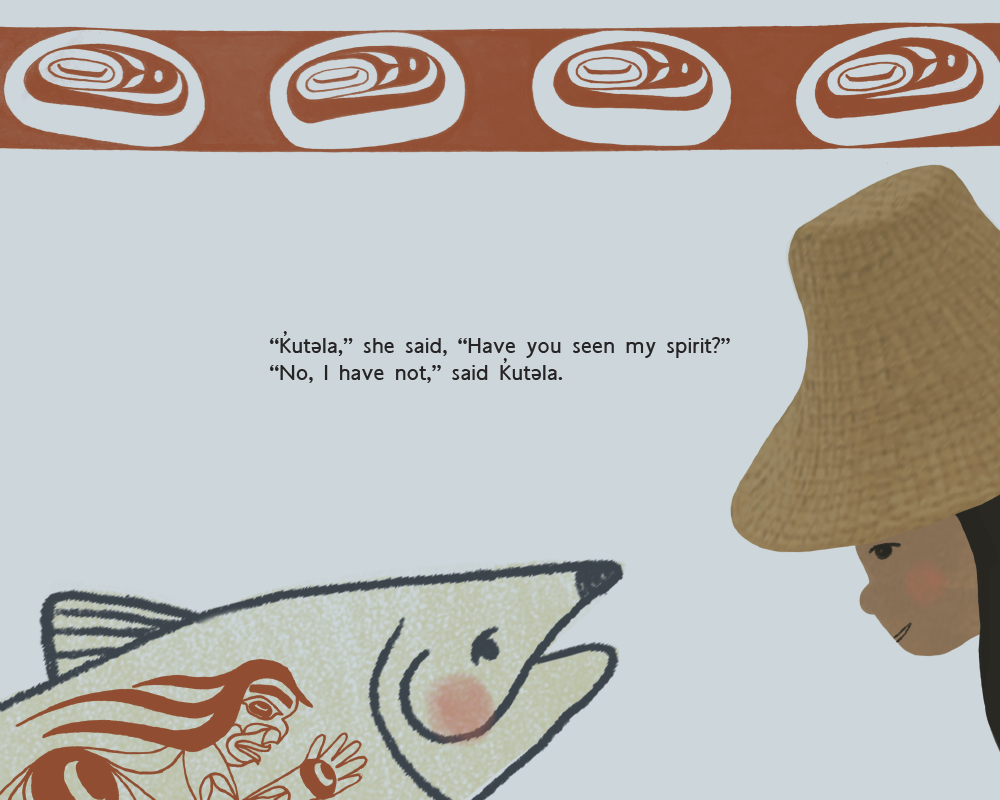 “K̓utəla,” she said, “Have you seen my spirit?”
“No, I have not,” said K̓utəla.